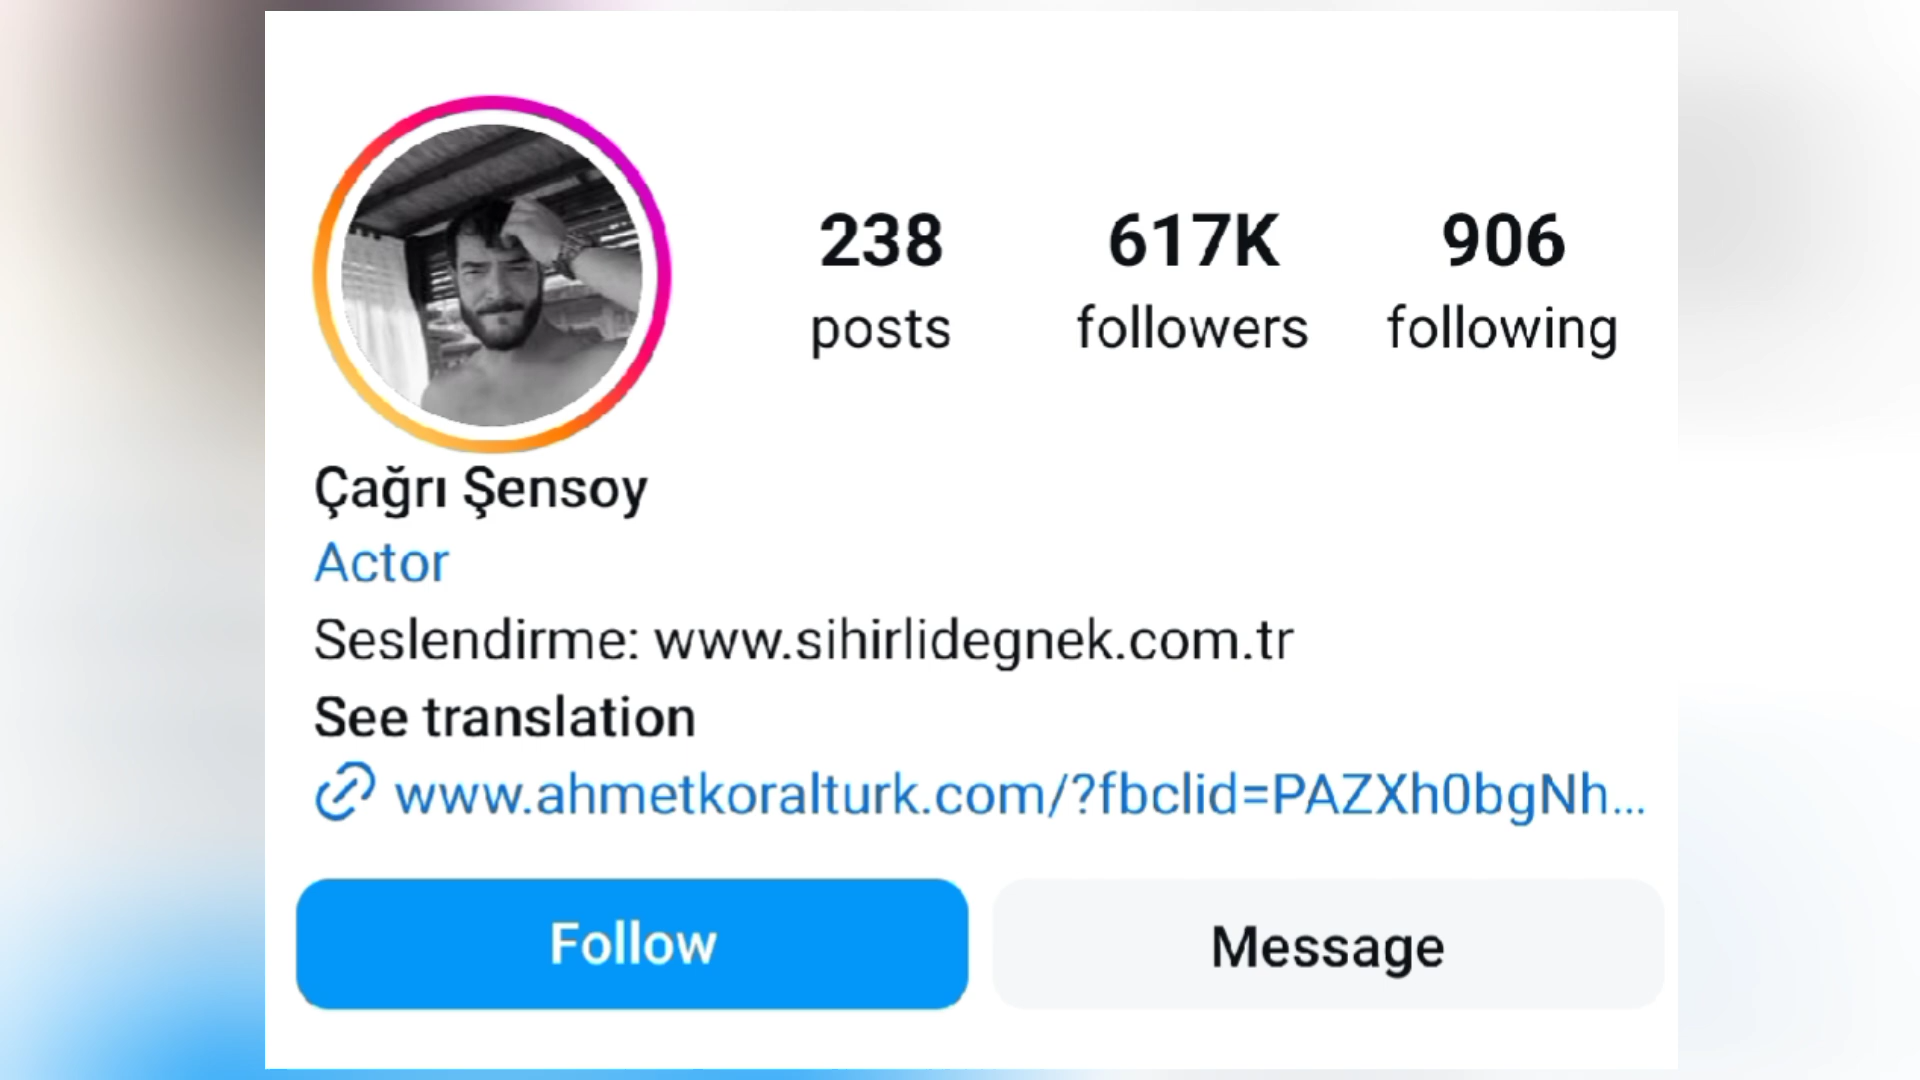 238 617K 906
posts followers following
Çağrı Şensoy
Actor
Seslendirme: www.sihirlidegnek.com.tr
See translation
www.ahmetkoralturk.com/?fbclid=PAZXh0bgNh...
Follow Message